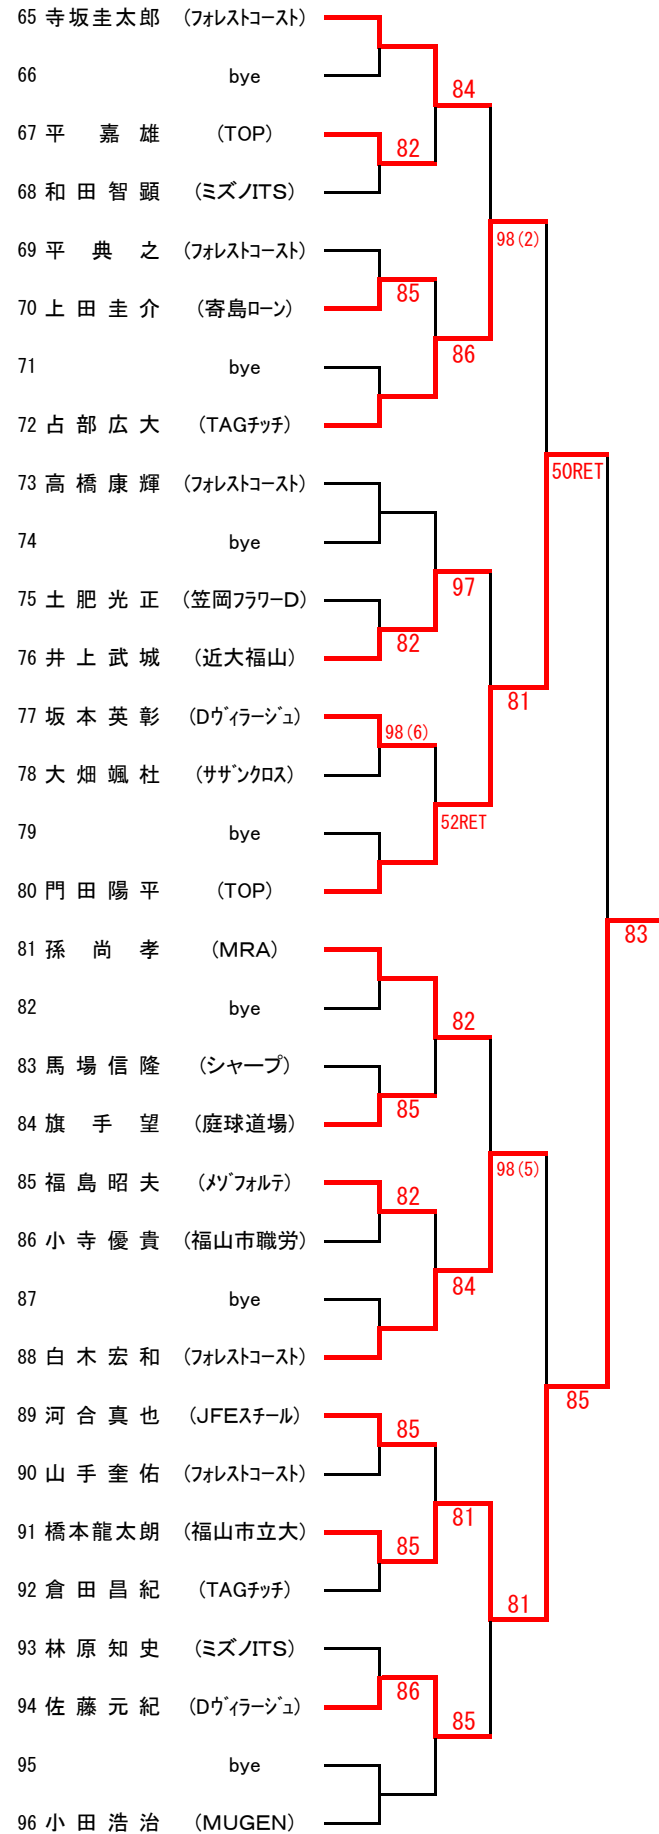 65 寺坂圭太郎 (フォレストコースト)
66 bye
84
67 平 嘉 雄 (TOP)
82
68 和 田 智 顕 (ミズノITS)
98(2)
69 平 典 之 (フォレストコースト)
85
70 上 田 圭 介 (寄島ローン)
86
71 bye
72 占 部 広 大 (TAGチッチ)
50RET
73 高 橋 康 輝 (フォレストコースト)
74 bye
97
75 土 肥 光 正 (笠岡フラワーD)
82
76 井 上 武 城 (近大福山)
81
77 坂 本 英 彰 (Dヴィラージュ)
98(6)
78 大 畑 颯 杜 (サザンクロス)
52RET
79 bye
80 門 田 陽 平 (TOP)
83
81 孫 尚 孝 (MRA)
82 bye
82
83 馬 場 信 隆 (シャープ)
85
84 旗 手 望 (庭球道場)
98(5)
85 福 島 昭 夫 (メゾフォルテ)
82
86 小 寺 優 貴 (福山市職労)
84
87 bye
88 白 木 宏 和 (フォレストコースト)
85
89 河 合 真 也 (JFEスチール)
85
90 山 手 奎 佑 (フォレストコースト)
81
91 橋本龍太朗 (福山市立大)
85
92 倉 田 昌 紀 (TAGチッチ)
81
93 林 原 知 史 (ミズノITS)
86
94 佐 藤 元 紀 (Dヴィラージュ)
85
95 bye
96 小 田 浩 治 (MUGEN)